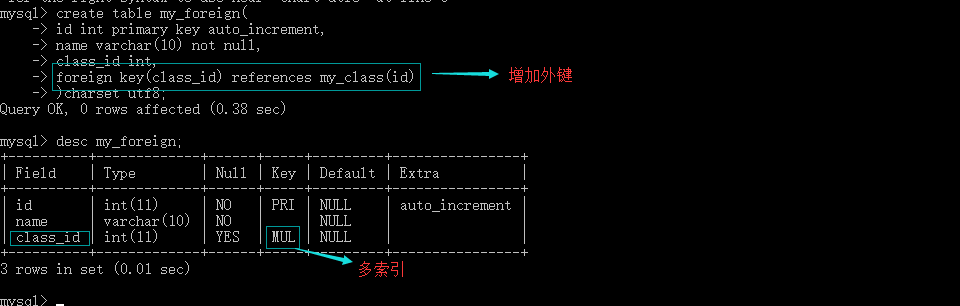 for the right syntax to use near 'chart utf8' at line 6
mysql> create table my_foreign(
-> id int primary key auto_increment,
-> name varchar(10) not null,
-> class_id int,
-> foreign key(class_id) references my_class(id)
-> )charset utf8;
增加外键
Query OK, 0 rows affected (0.38 sec)
mysql> desc my_foreign;
+----------+-------------+------+-----+---------+----------------+
| Field | Type | Null | Key | Default | Extra |
+----------+-------------+------+-----+---------+----------------+
| id | int(11) | NO | PRI | NULL | auto_increment |
| name | varchar(10) | NO | | NULL | |
| class_id | int(11) | YES | MUL | NULL | |
+----------+-------------+------+-----+---------+----------------+
3 rows in set (0.01 sec)
多索引
mysql> _